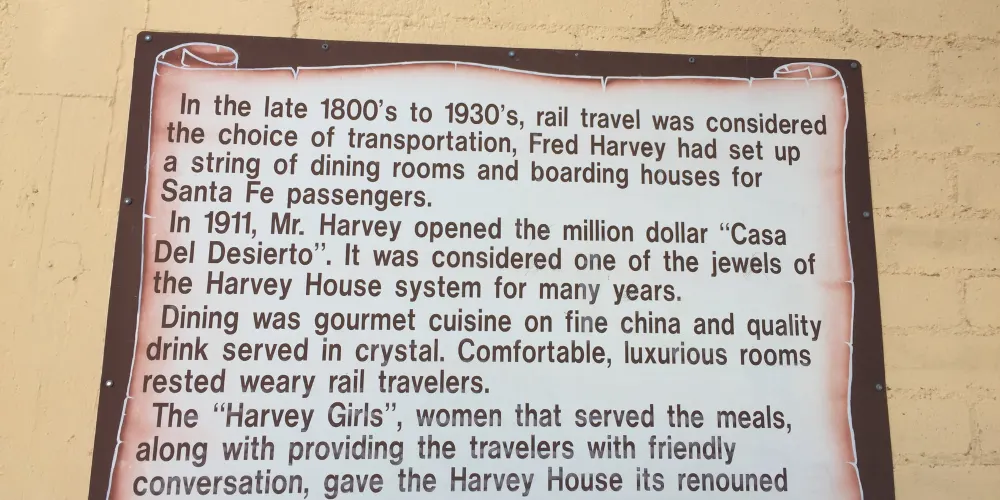 In the late 1800's to 1930's, rail travel was considered
the choice of transportation, Fred Harvey had set up
a string of dining rooms and boarding houses for
Santa Fe passengers.
In 1911, Mr. Harvey opened the million dollar “Casa
Del Desierto”. It was considered one of the jewels of
the Harvey House system for many years.
Dining was gourmet cuisine on fine china and quality
drink served in crystal. Comfortable, luxurious rooms
rested weary rail travelers.
The “Harvey Girls”, women that served the meals,
along with providing the travelers with friendly
conversation, gave the Harvey House its renouned